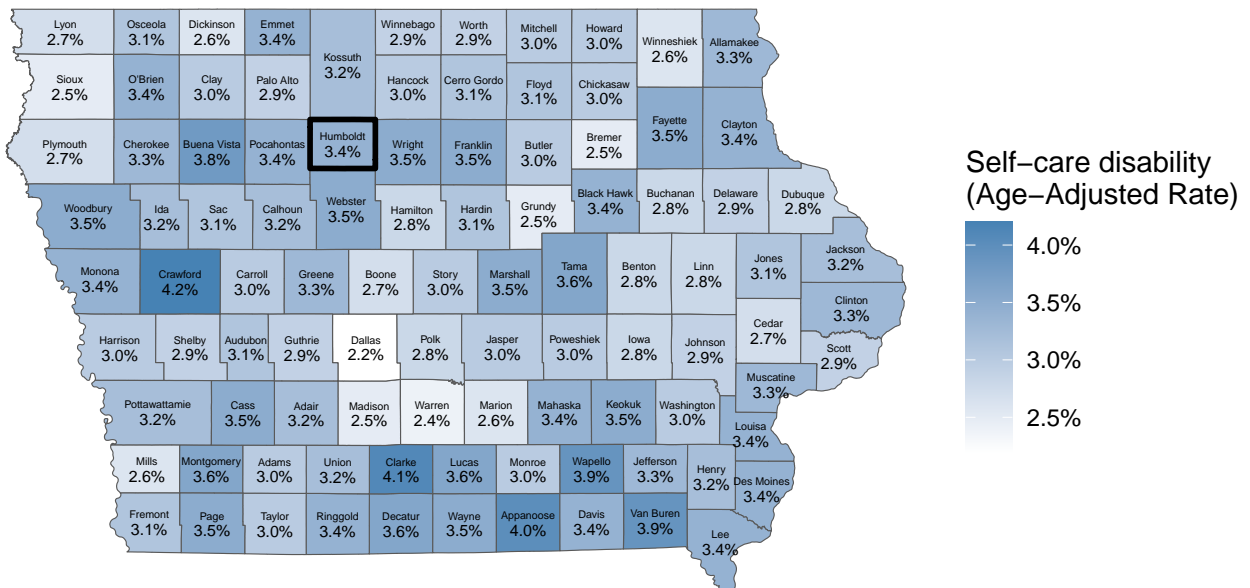 Lyon
2.7%
Osceola
3.1%
Dickinson
2.6%
Emmet
3.4%
Kossuth
3.2%
Winnebago
2.9%
Worth
2.9%
Mitchell
3.0%
Howard
3.0%
Winneshiek
2.6%
Allamakee
3.3%
Sioux
2.5%
O'Brien
3.4%
Clay
3.0%
Palo Alto
2.9%
Hancock
3.0%
Cerro Gordo
3.1%
Floyd
3.1%
Chickasaw
3.0%
Fayette
3.5%
Clayton
3.4%
Plymouth
2.7%
Cherokee
3.3%
Buena Vista
3.8%
Pocahontas
3.4%
Humboldt
3.4%
Wright
3.5%
Franklin
3.5%
Butler
3.0%
Bremer
2.5%
Woodbury
3.5%
Ida
3.2%
Sac
3.1%
Calhoun
3.2%
Webster
3.5%
Hamilton
2.8%
Hardin
3.1%
Grundy
2.5%
Black Hawk
3.4%
Buchanan
2.8%
Delaware
2.9%
Dubuque
2.8%
Monona
3.4%
Crawford
4.2%
Carroll
3.0%
Greene
3.3%
Boone
2.7%
Story
3.0%
Marshall
3.5%
Tama
3.6%
Benton
2.8%
Linn
2.8%
Jones
3.1%
Jackson
3.2%
Clinton
3.3%
Harrison
3.0%
Shelby
2.9%
Audubon
3.1%
Guthrie
2.9%
Dallas
2.2%
Polk
2.8%
Jasper
3.0%
Poweshiek
3.0%
Iowa
2.8%
Johnson
2.9%
Cedar
2.7%
Scott
2.9%
Muscatine
3.3%
Pottawattamie
3.2%
Cass
3.5%
Adair
3.2%
Madison
2.5%
Warren
2.4%
Marion
2.6%
Mahaska
3.4%
Keokuk
3.5%
Washington
3.0%
Louisa
3.4%
Mills
2.6%
Montgomery
3.6%
Adams
3.0%
Union
3.2%
Clarke
4.1%
Lucas
3.6%
Monroe
3.0%
Wapello
3.9%
Jefferson
3.3%
Henry
3.2%
Des Moines
3.4%
Fremont
3.1%
Page
3.5%
Taylor
3.0%
Ringgold
3.4%
Decatur
3.6%
Wayne
3.5%
Appanoose
4.0%
Davis
3.4%
Van Buren
3.9%
Lee
3.4%
Self−care disability
(Age−Adjusted Rate)
4.0%
3.5%
3.0%
2.5%